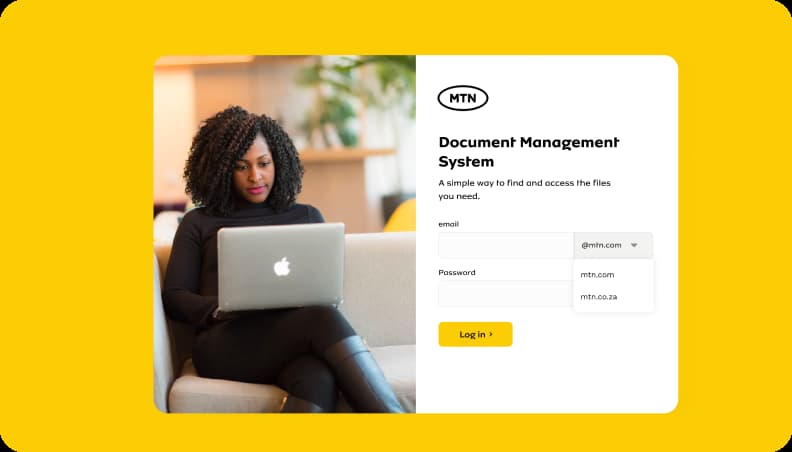 MTN
Document Management
System
A simple way to find and access the files
you need.
email
@mtn.com
mtn.com
mtn.co.za
Password
Log in ›